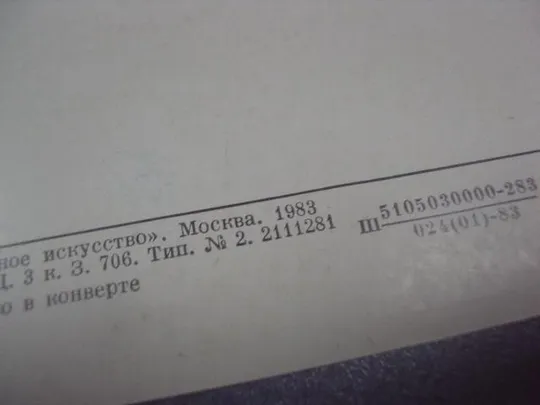 ное искусство». Москва. 1983
Ц. 3 к. З. 706. Тип. № 2. 2111281
о в конверте
Ш 5105030000-283
024(01)-83